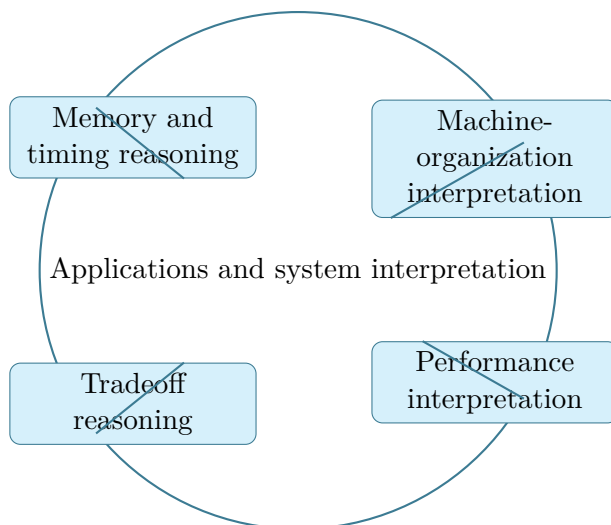 Memory and
timing reasoning
Machine-
organization
interpretation
Applications and system interpretation
Tradeoff
reasoning
Performance
interpretation